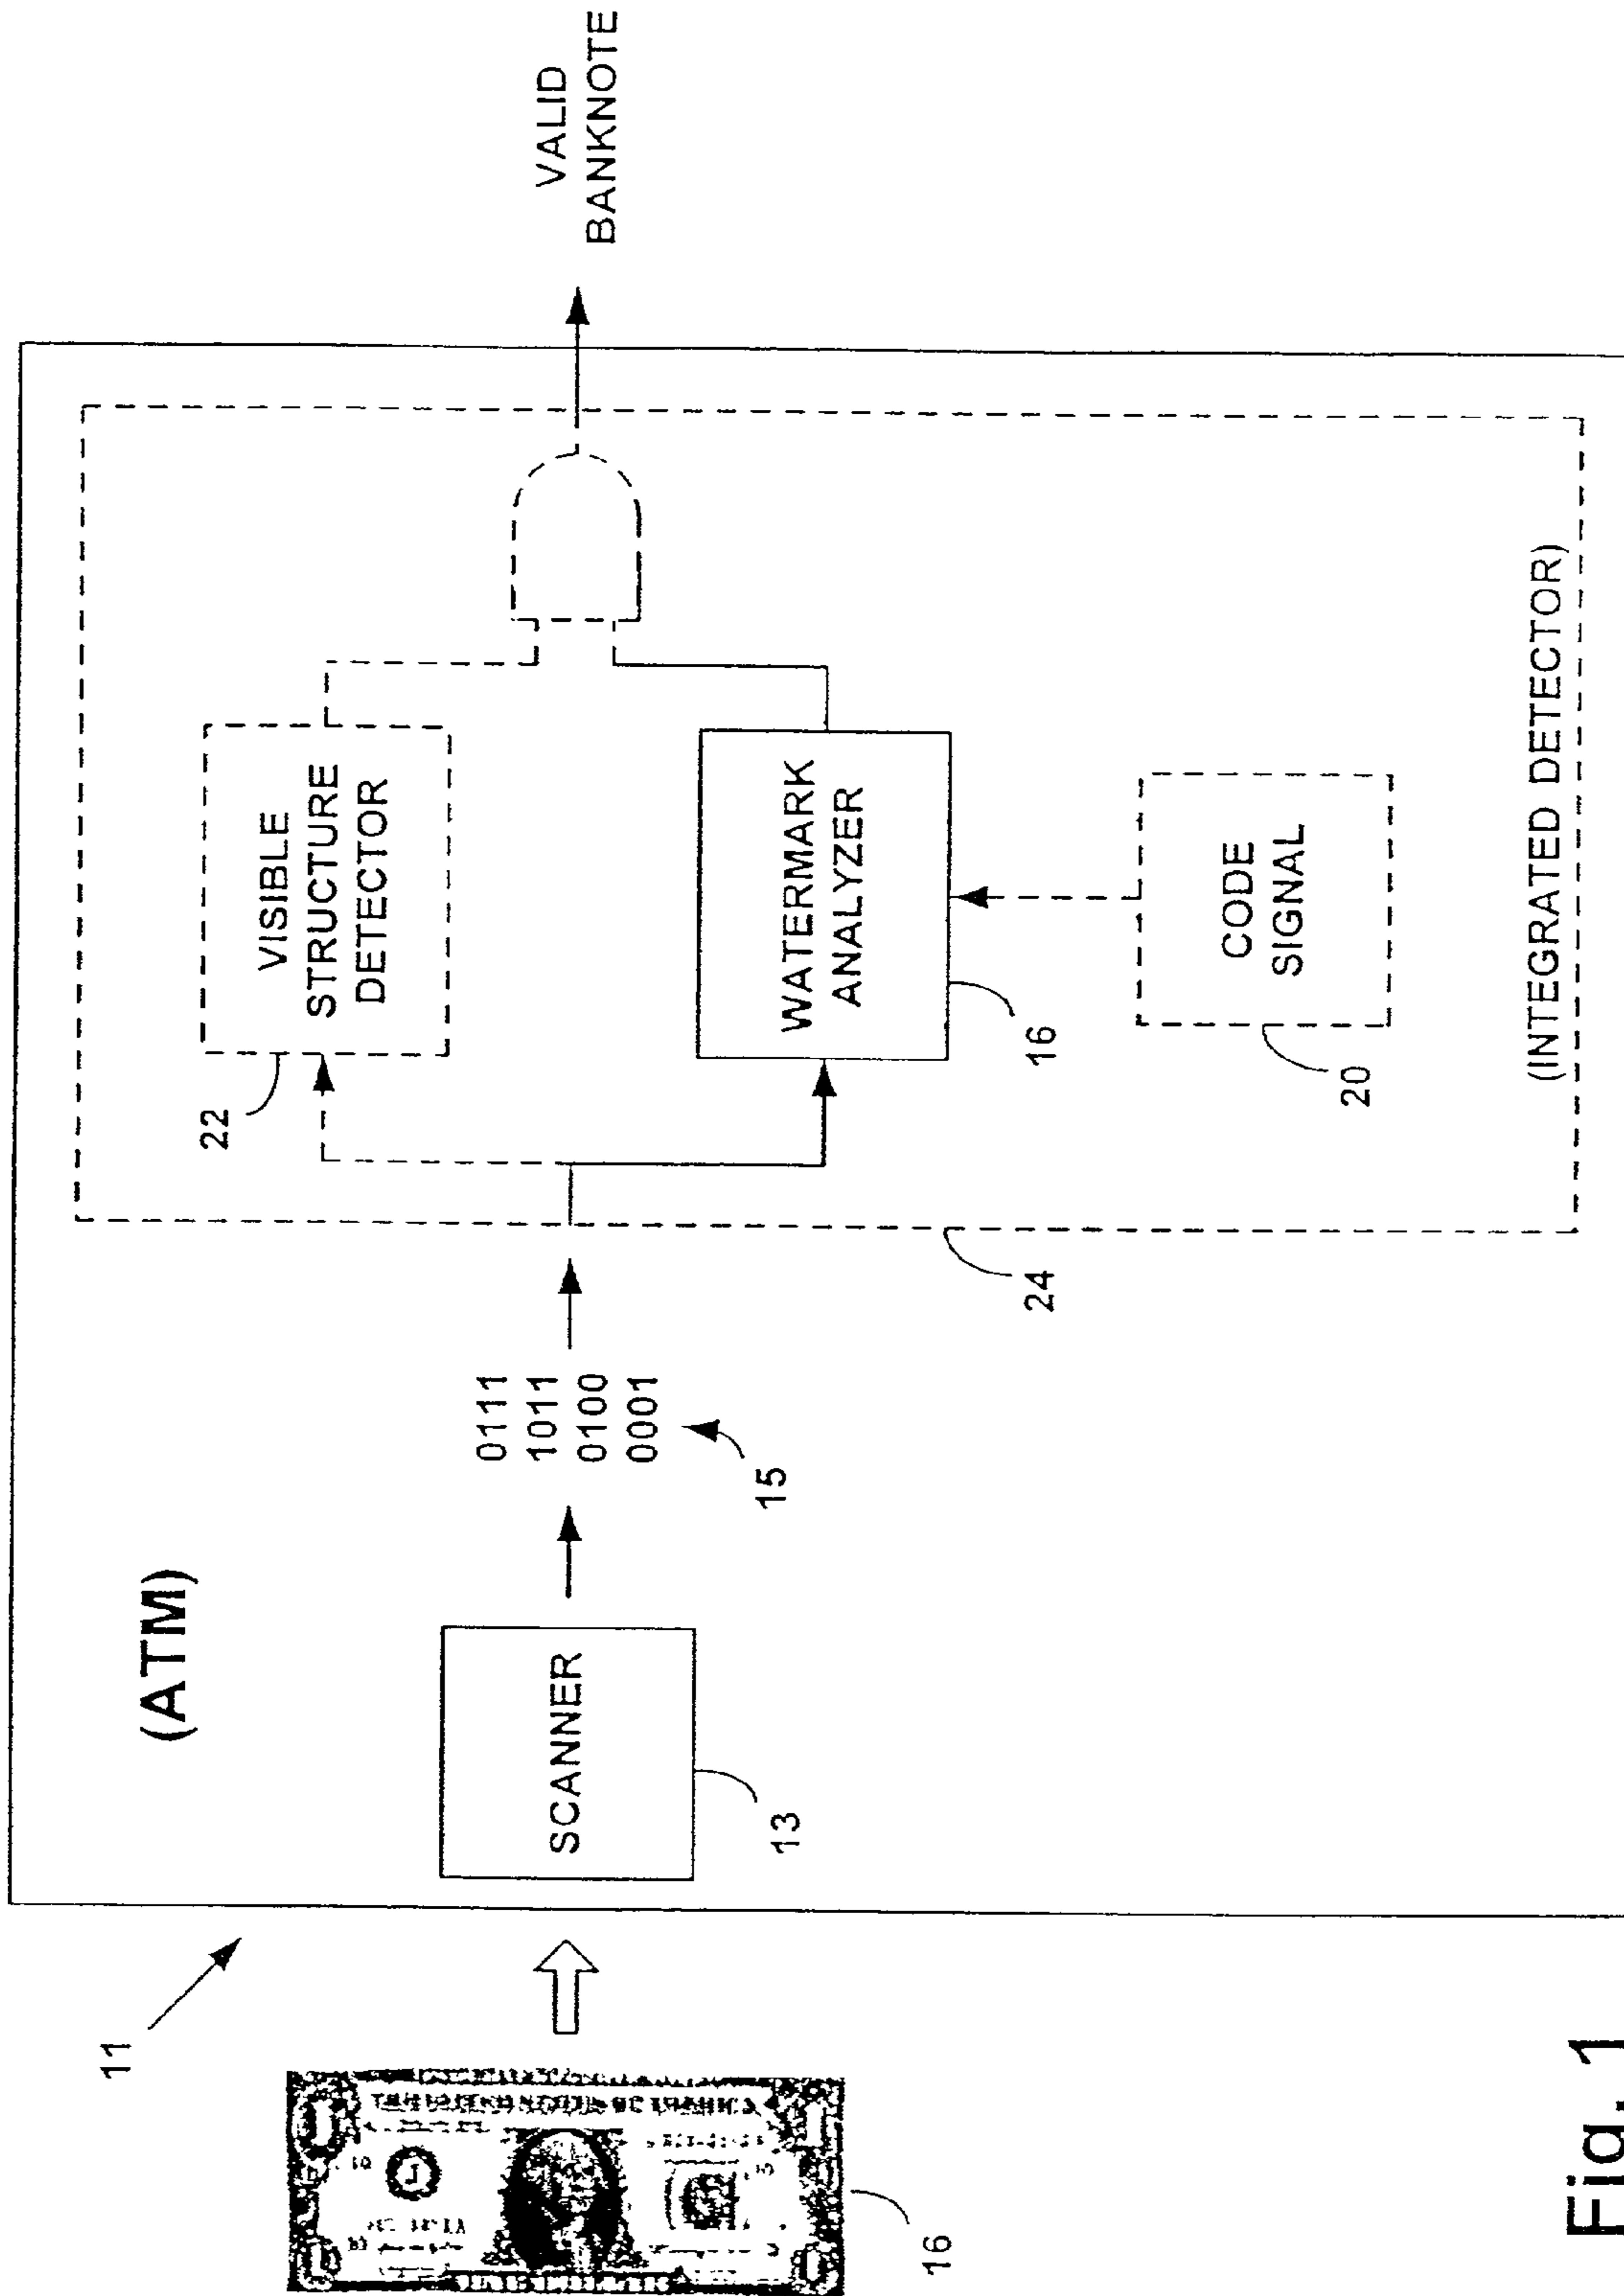 (ATM)
11
16
SCANNER
13
0111
1011
0100
0001
15
24
22
VISIBLE
STRUCTURE
DETECTOR
WATERMARK
ANALYZER
16
CODE
SIGNAL
20
(INTEGRATED DETECTOR)
VALID
BANKNOTE
Fig. 1